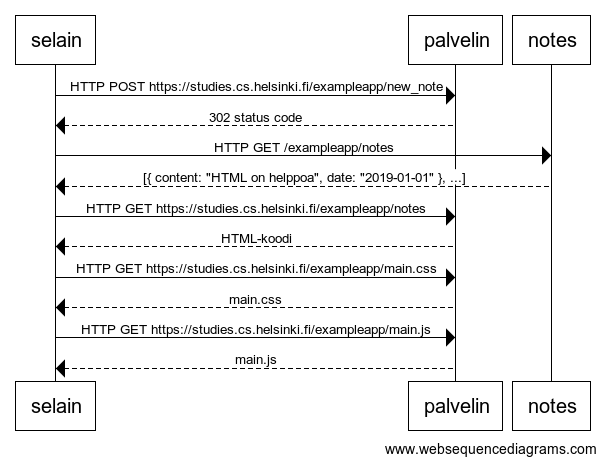 selain palvelin notes
HTTP POST https://studies.cs.helsinki.fi/exampleapp/new_note
302 status code
HTTP GET /exampleapp/notes
[{ content: "HTML on helppoa", date: "2019-01-01" }, ...]
HTTP GET https://studies.cs.helsinki.fi/exampleapp/notes
HTML-koodi
HTTP GET https://studies.cs.helsinki.fi/exampleapp/main.css
main.css
HTTP GET https://studies.cs.helsinki.fi/exampleapp/main.js
main.js
selain palvelin notes
www.websequencediagrams.com